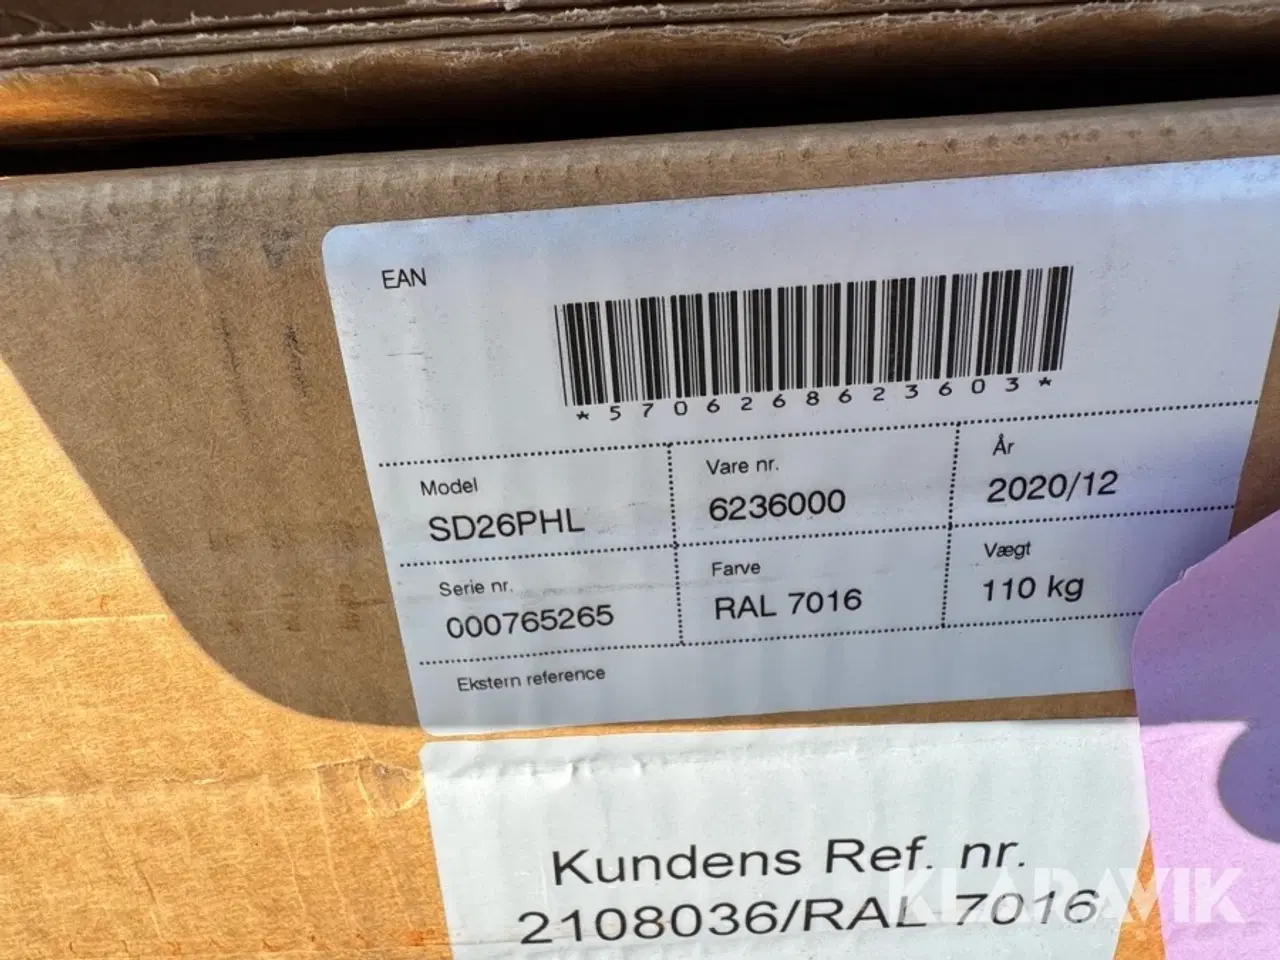 EAN
*5706268623603*
Model
SD26PHL
Vare nr.
6236000
År
2020/12
Serie nr.
000765265
Farve
RAL 7016
Vægt
110 kg
Ekstern reference
Kundens Ref. nr.
2108036/RAL 7016
KLARAVIK